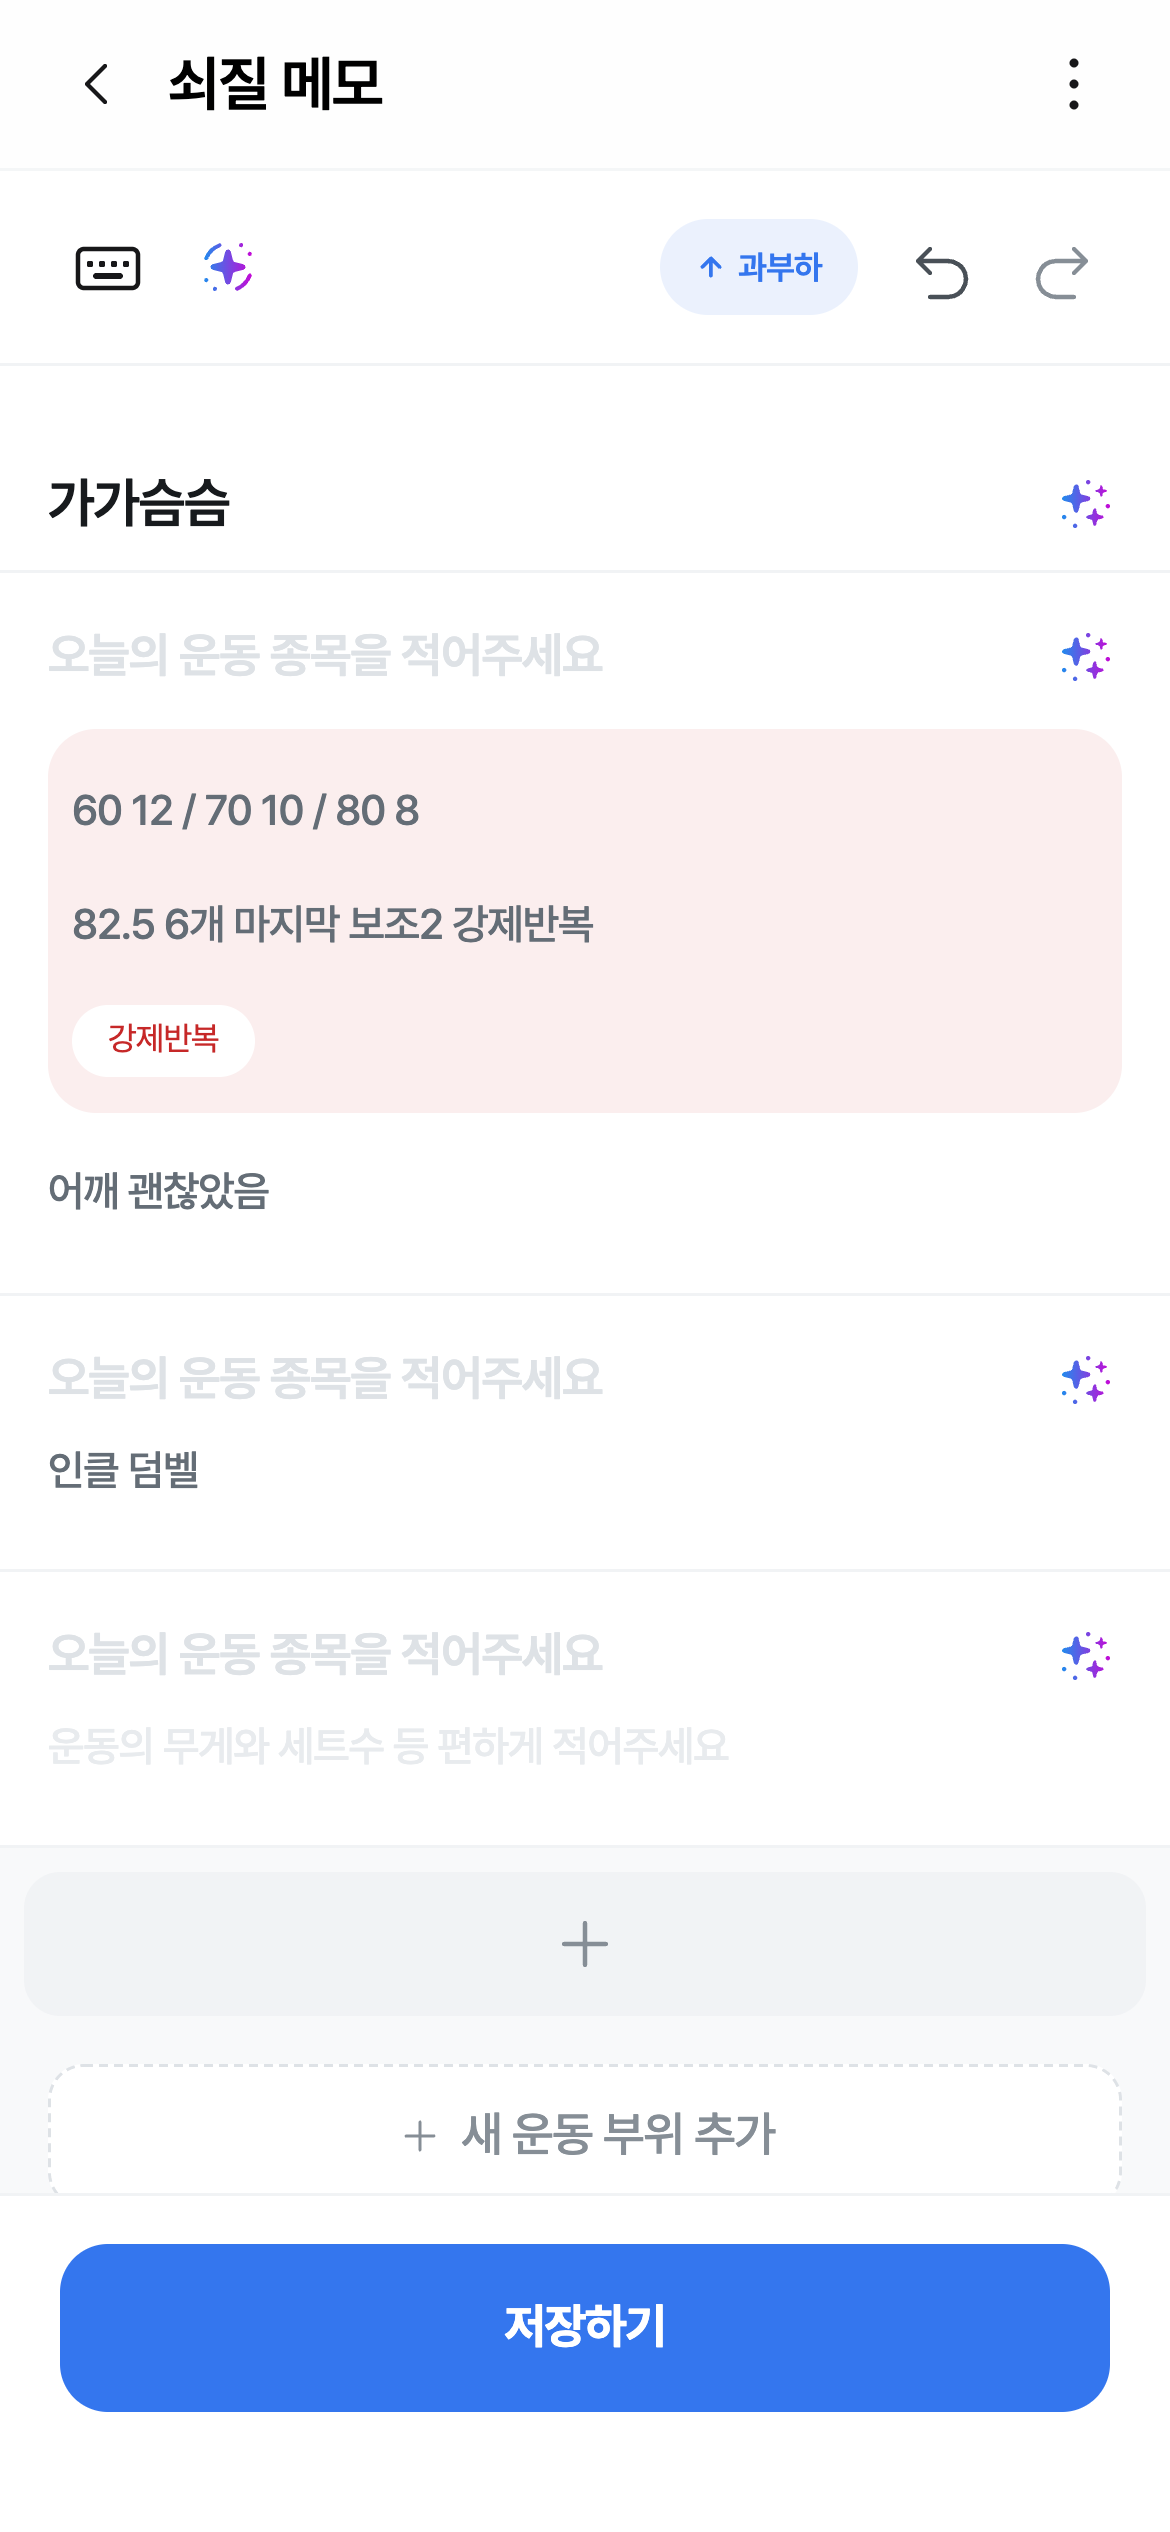 쇠질 메모
과부하
가가슴슴
오늘의 운동 종목을 적어주세요
60 12 / 70 10 / 80 8
82.5 6개 마지막 보조2 강제반복
강제반복
어깨 괜찮았음
오늘의 운동 종목을 적어주세요
인클 덤벨
오늘의 운동 종목을 적어주세요
운동의 무게와 세트수 등 편하게 적어주세요
새 운동 부위 추가
저장하기